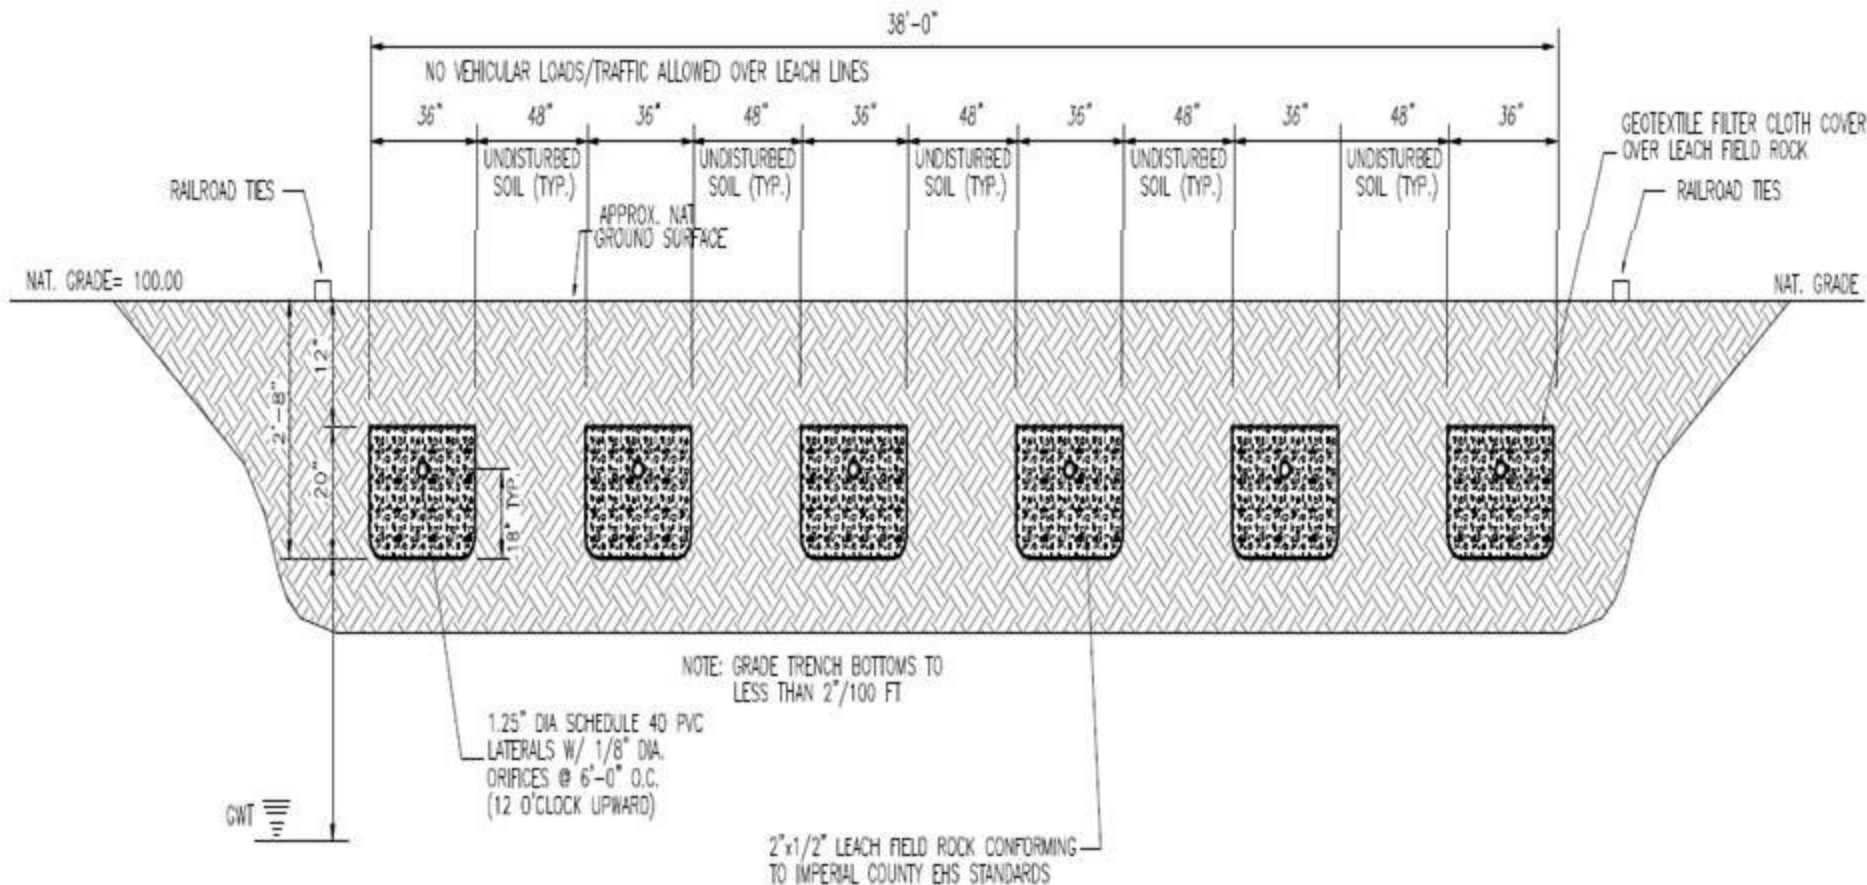 38'-0"
NO VEHICULAR LOADS/TRAFFIC ALLOWED OVER LEACH LINES
36" 48" 36" 48" 36" 48" 36" 48" 36" 48" 36"
GEOTEXTILE FILTER CLOTH COVER
OVER LEACH FIELD ROCK
UNDISTURBED
SOIL (TYP.)
UNDISTURBED
SOIL (TYP.)
UNDISTURBED
SOIL (TYP.)
UNDISTURBED
SOIL (TYP.)
UNDISTURBED
SOIL (TYP.)
RAILROAD TIES
RAILROAD TIES
APPROX. NAT
GROUND SURFACE
NAT. GRADE= 100.00
NAT. GRADE
12"
2'-8"
20"
18" TYP.
NOTE: GRADE TRENCH BOTTOMS TO
LESS THAN 2"/100 FT
1.25" DIA SCHEDULE 40 PVC
LATERALS W/ 1/8" DIA.
ORIFICES @ 6'-0" O.C.
(12 O'CLOCK UPWARD)
GWT
2"x1/2" LEACH FIELD ROCK CONFORMING
TO IMPERIAL COUNTY EHS STANDARDS